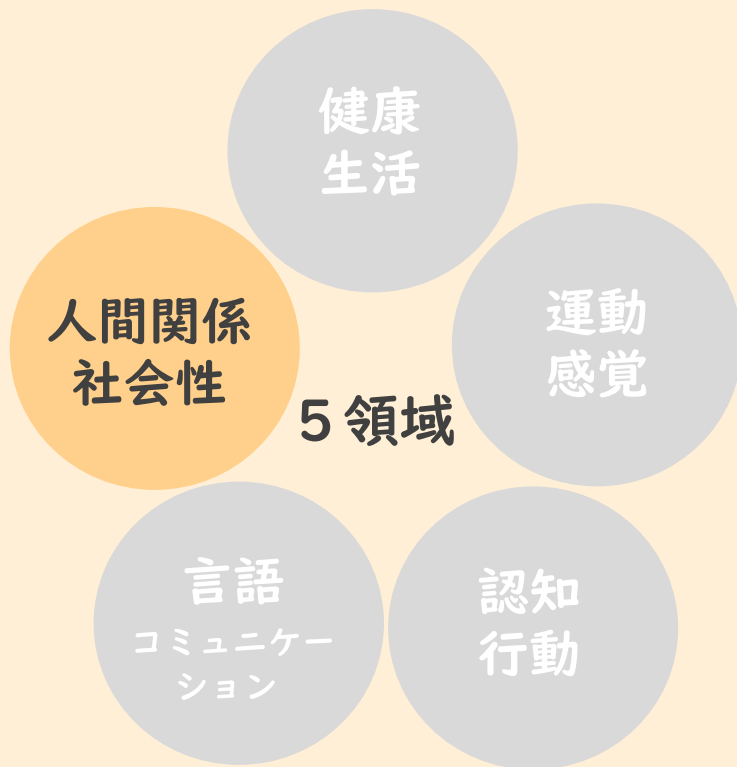 健康
生活
人間関係
社会性
運動
感覚
5領域
言語
コミュニケー
ション
認知
行動